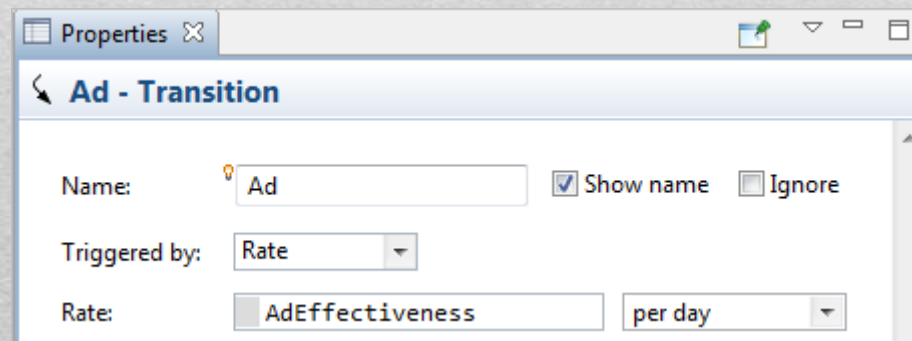 Properties
Ad - Transition
Name: Ad Show name Ignore
Triggered by: Rate
Rate: AdEffectiveness per day